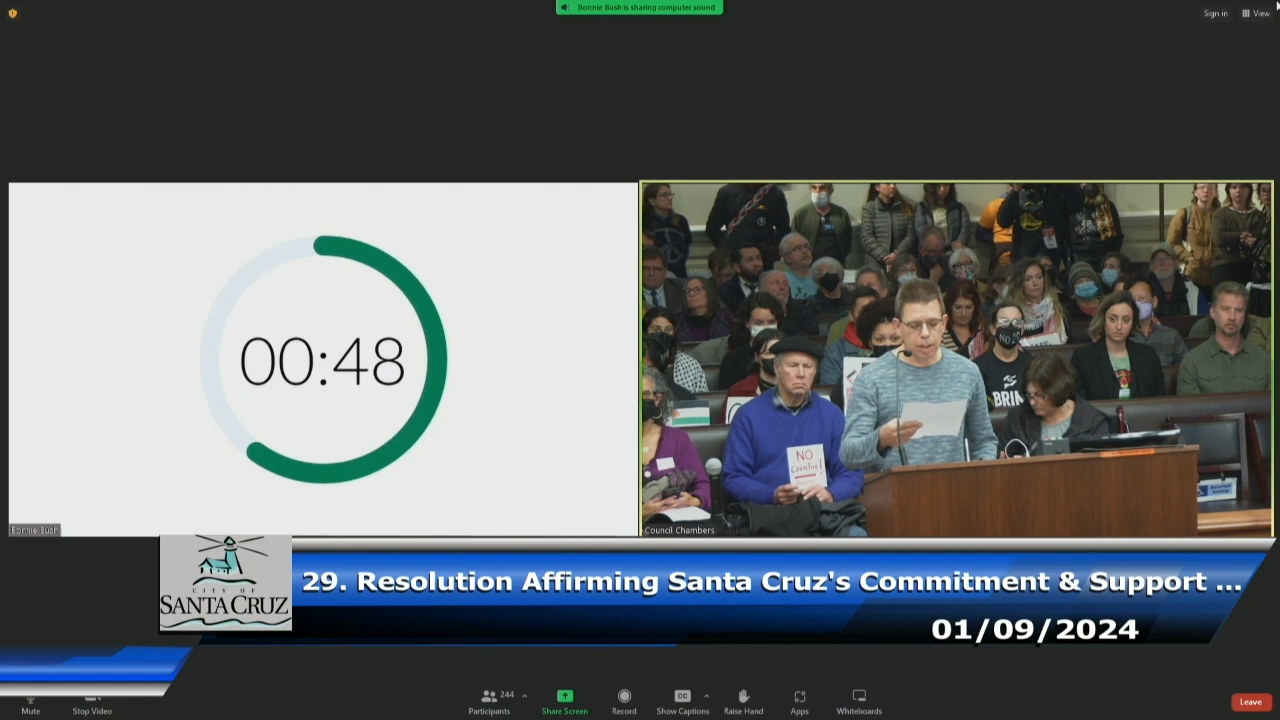 Bonnie Bush is sharing computer sound
Sign in
View
00:48
NO
BRIN
NO
Bonnie Bush
Council Chambers
CITY OF
SANTA CRUZ
29. Resolution Affirming Santa Cruz's Commitment & Support ...
01/09/2024
Mute
Stop Video
244
Participants
Share Screen
CC
Record
Show Captions
Raise Hand
Apps
Whiteboards
Leave